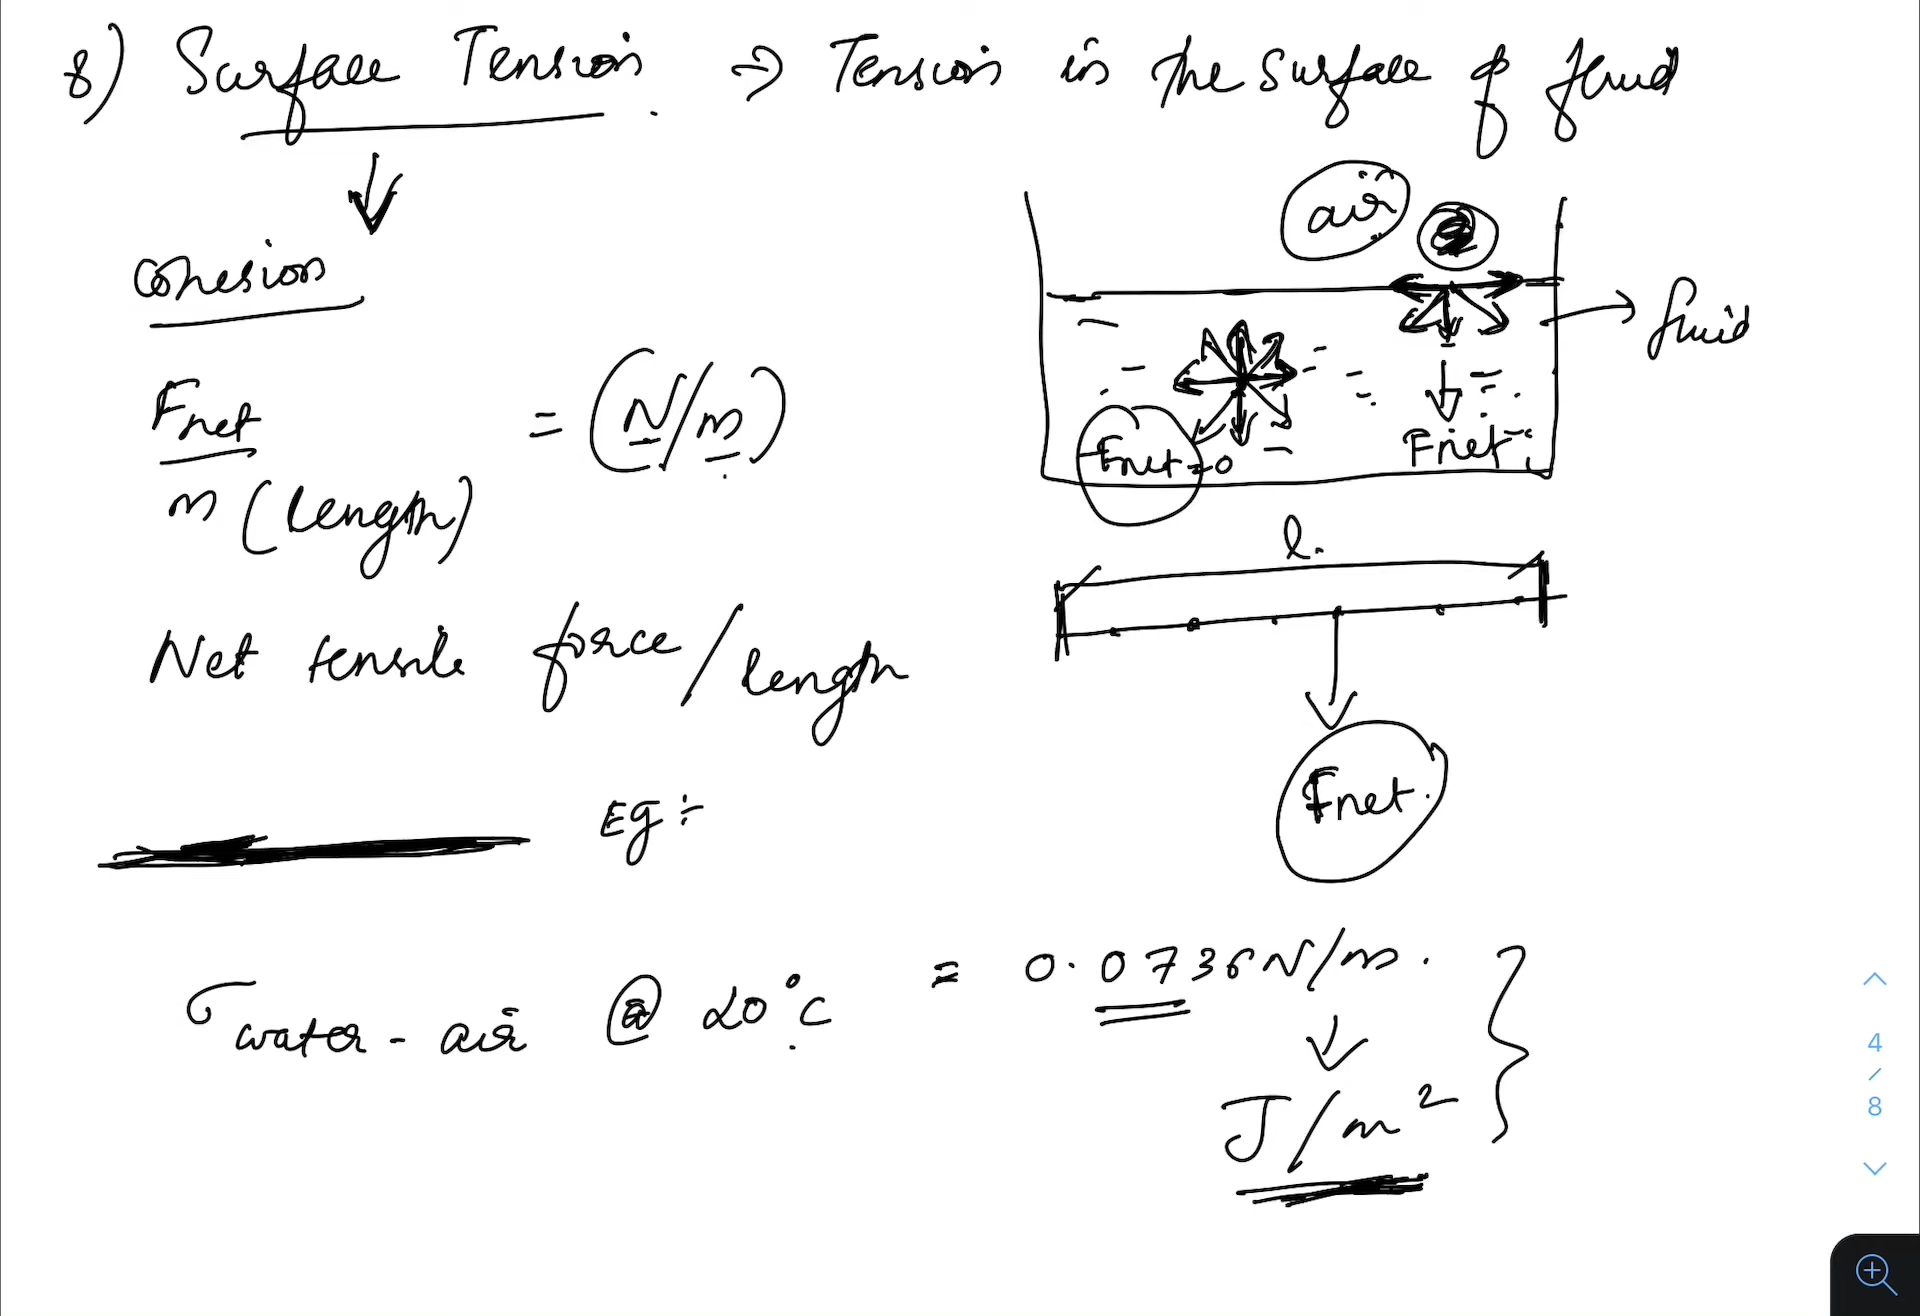 8) Surface Tension → Tension in the surface of fluid
Cohesion
air
fluid
Fnet = (N/m)
m (length)
Fnet = 0
Fnet
l.
Net tensile force / length
Fnet.
Eg :-
σ water - air @ 20°C = 0.0736 N/m.
J/m²
4
/
8